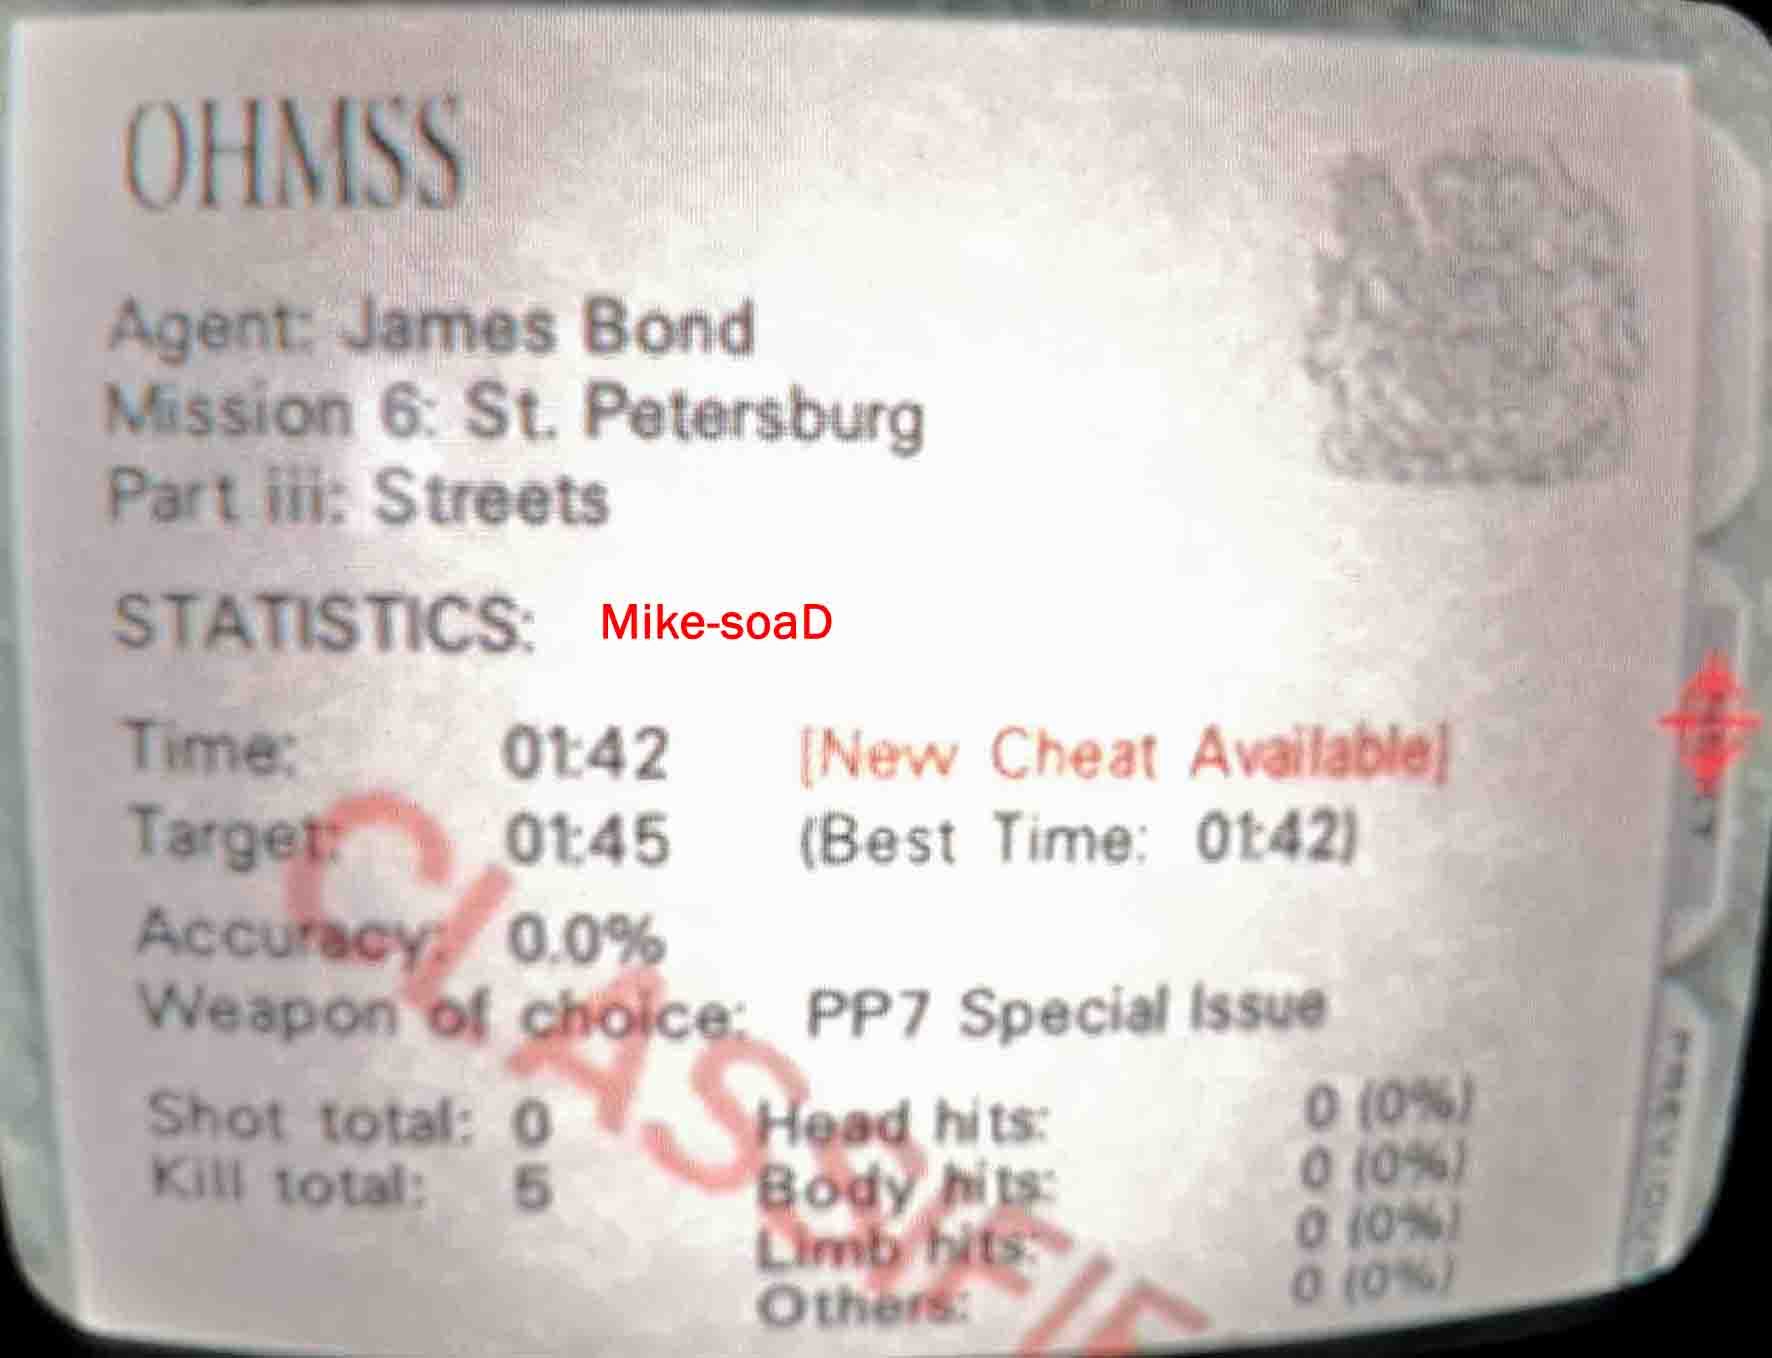 OHMSS
Agent: James Bond
Mission 6: St. Petersburg
Part iii: Streets
STATISTICS: Mike-soaD
Time: 01:42 [New Cheat Available]
Target: 01:45 (Best Time: 01:42)
Accuracy: 0.0%
Weapon of choice: PP7 Special Issue
Shot total: 0 Head hits: 0 (0%)
Kill total: 5 Body hits: 0 (0%)
Limb hits: 0 (0%)
Others: 0 (0%)
CLASSIFIE
PREVIOUS